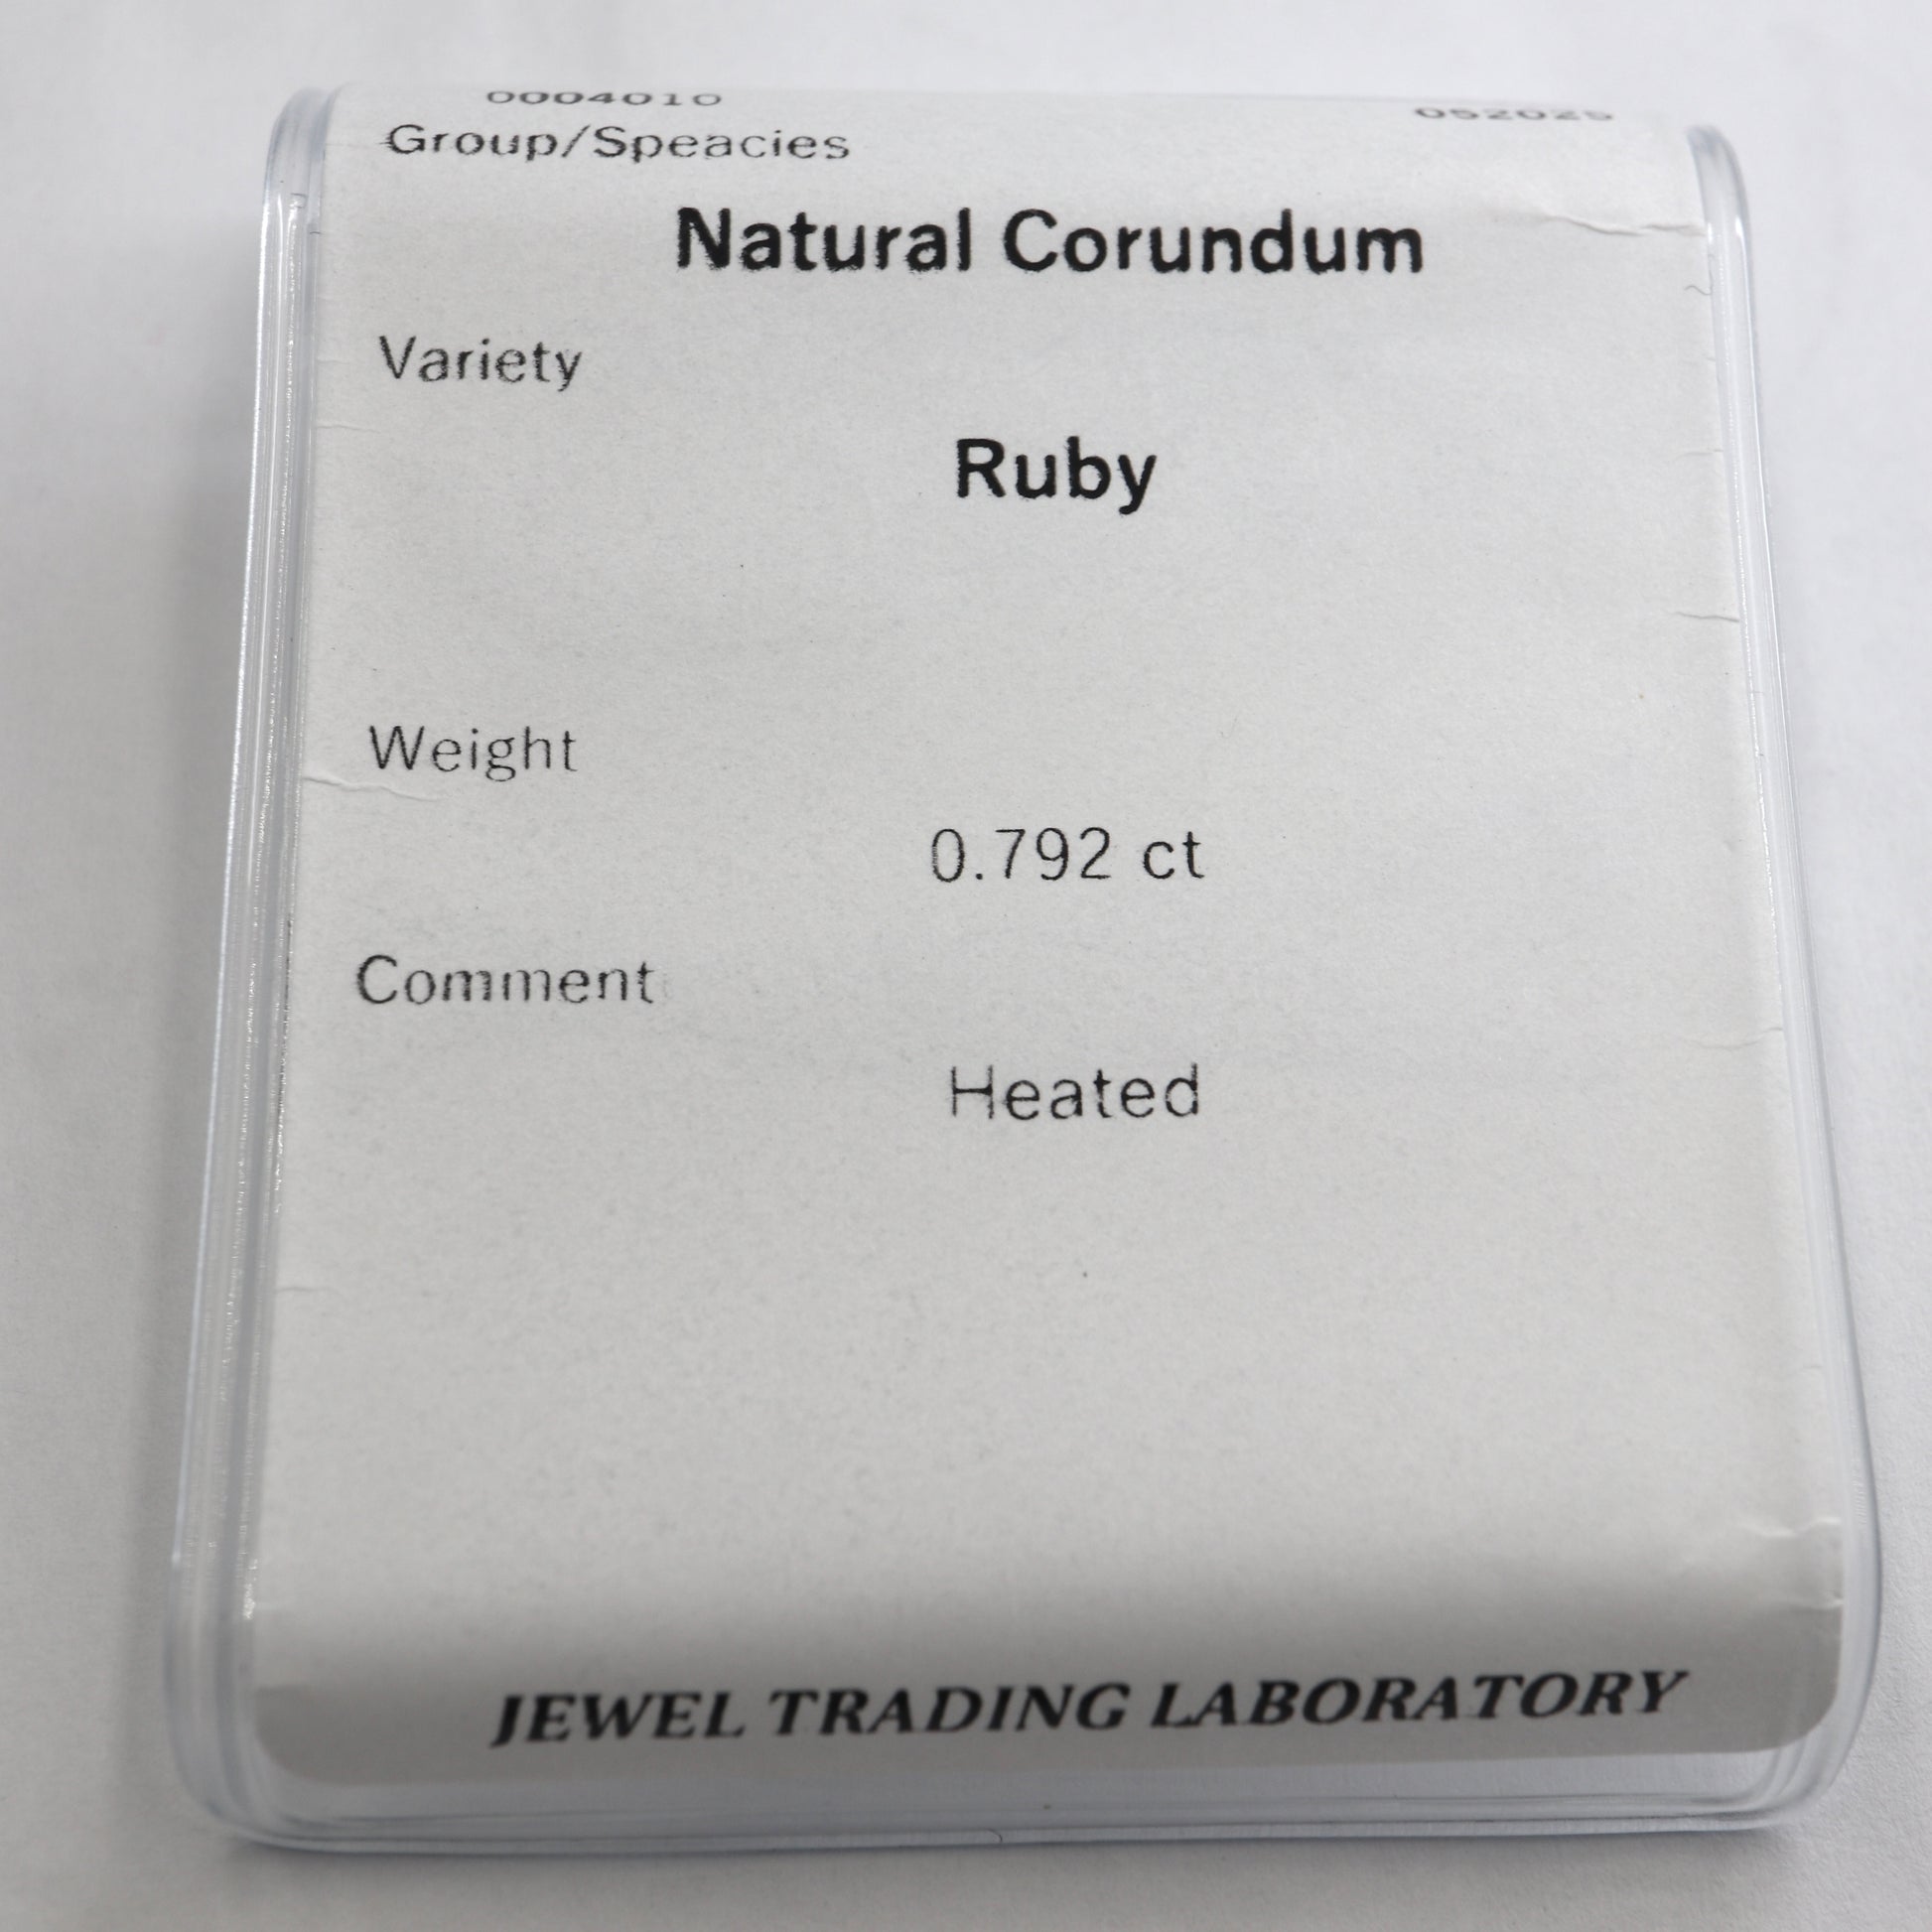 0004010 052025
Group/Speacies
Natural Corundum
Variety
Ruby
Weight
0.792 ct
Comment
Heated
JEWEL TRADING LABORATORY